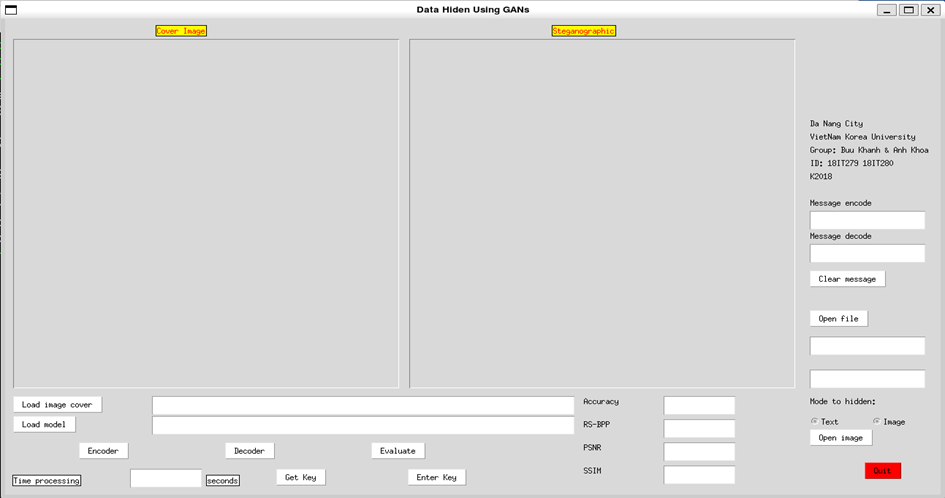 Data Hiden Using GANs
Cover Image
Steganographic
Da Nang City
VietNam Korea University
Group: Buu Khanh & Anh Khoa
ID: 18IT279 18IT280
K2018
Message encode
Message decode
Clear message
Open file
Mode to hidden:
Text Image
Open image
Quit
Load image cover
Load model
Encoder Decoder Evaluate
Time processing seconds Get Key Enter Key
Accuracy
RS-BPP
PSNR
SSIM